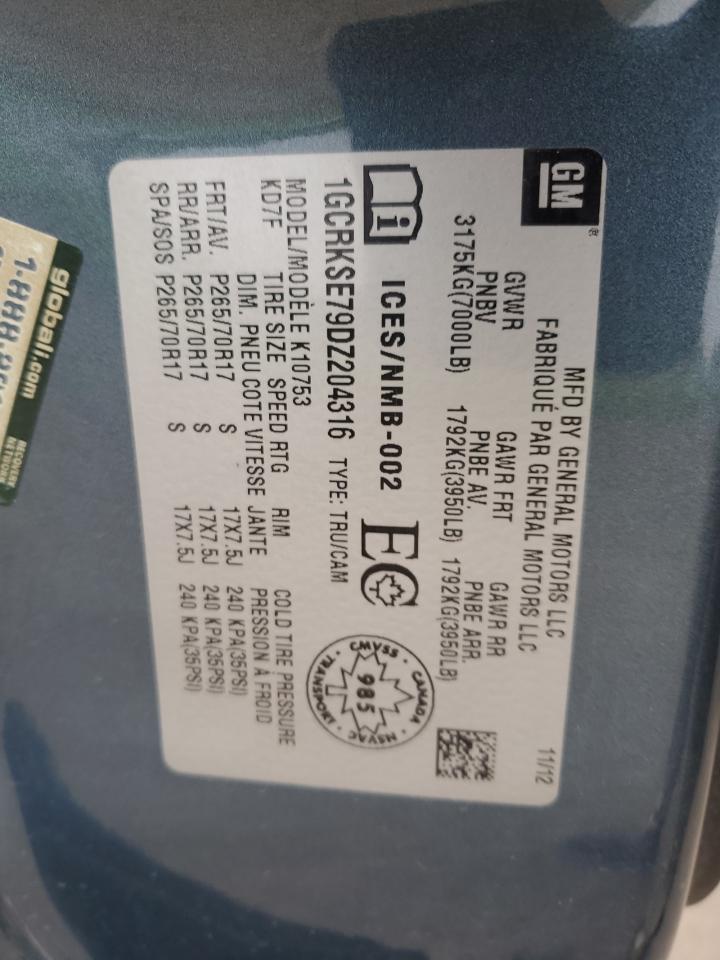 GM
MFD BY GENERAL MOTORS LLC 11/12
FABRIQUÉ PAR GENERAL MOTORS LLC
GVWR GAWR FRT GAWR RR
PNBV PNBE AV. PNBE ARR.
3175KG(7000LB) 1792KG(3950LB) 1792KG(3950LB)
ICES/NMB-002 EC
CMVSS · CANADA · NSVAC · TRANSPORT ·
985
1GCRKSE79DZ204316 TYPE: TRU/CAM
MODEL/MODÈLE K10753
KD7F TIRE SIZE SPEED RTG RIM COLD TIRE PRESSURE
DIM. PNEU COTE VITESSE JANTE PRESSION A FROID
FRT/AV. P265/70R17 S 17X7.5J 240 KPA(35PSI)
RR/ARR. P265/70R17 S 17X7.5J 240 KPA(35PSI)
SPA/SOS P265/70R17 S 17X7.5J 240 KPA(35PSI)
globali.com